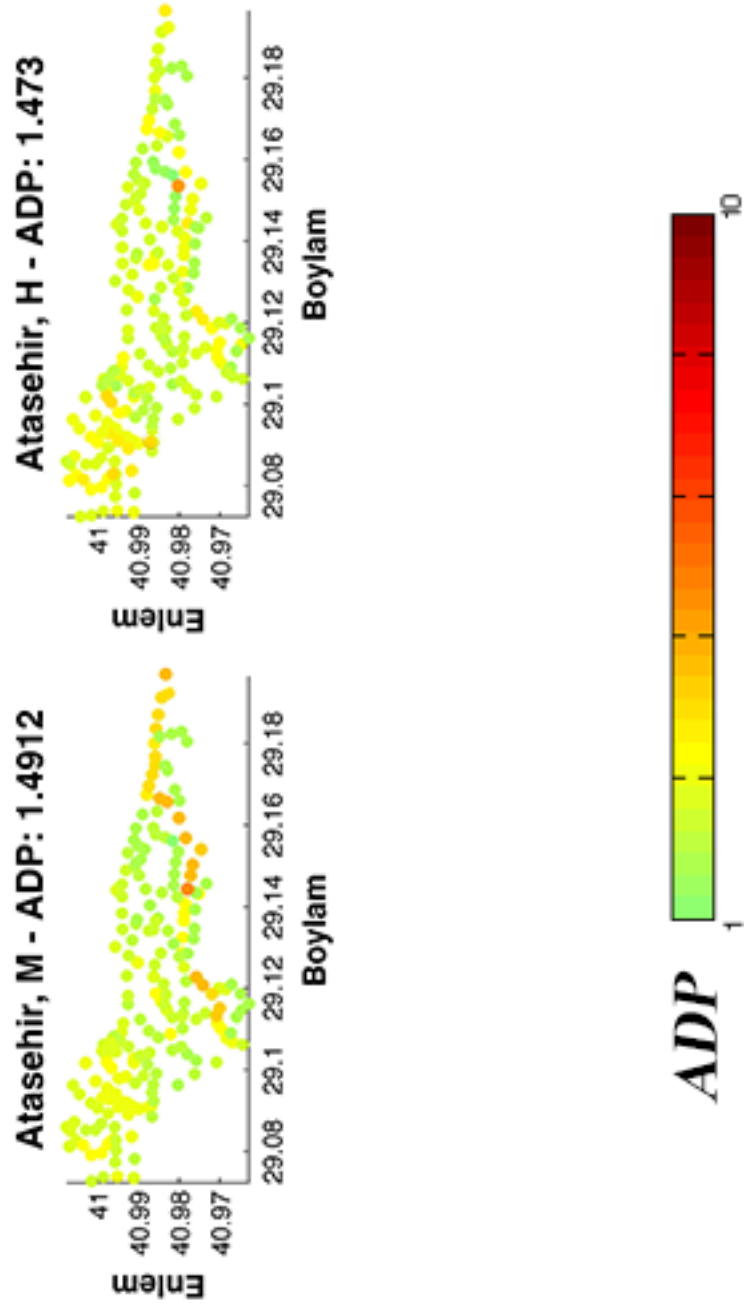 Atasehir, M - ADP: 1.4912
Enlem
41
40.99
40.98
40.97
29.08 29.1 29.12 29.14 29.16 29.18
Boylam
Atasehir, H - ADP: 1.473
Enlem
41
40.99
40.98
40.97
29.08 29.1 29.12 29.14 29.16 29.18
Boylam
ADP
1 10